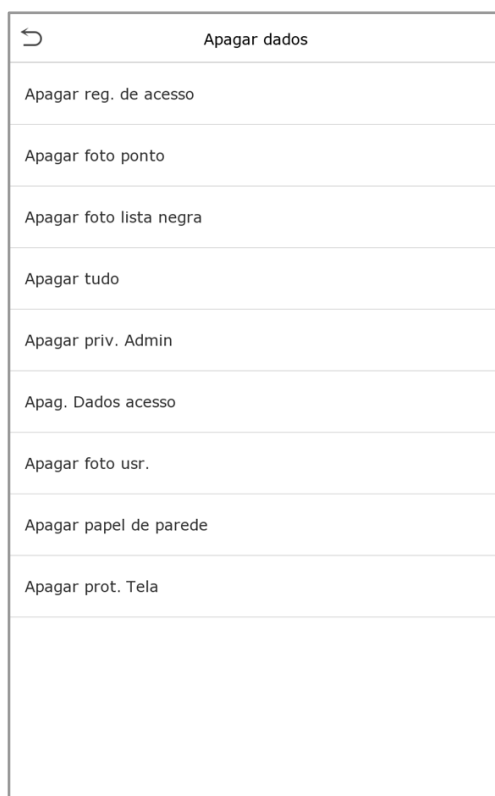 Apagar dados
Apagar reg. de acesso
Apagar foto ponto
Apagar foto lista negra
Apagar tudo
Apagar priv. Admin
Apag. Dados acesso
Apagar foto usr.
Apagar papel de parede
Apagar prot. Tela